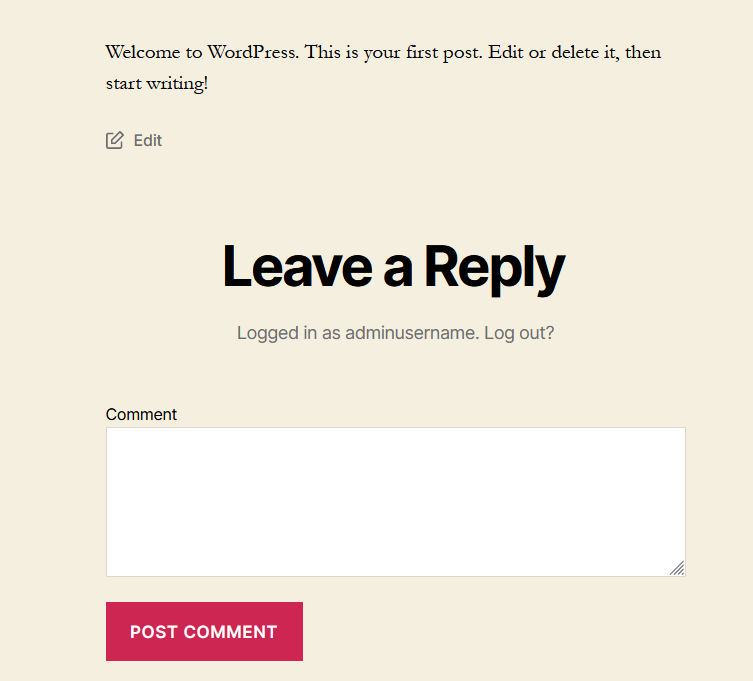 Welcome to WordPress. This is your first post. Edit or delete it, then
start writing!
Edit
Leave a Reply
Logged in as adminusername. Log out?
Comment
POST COMMENT